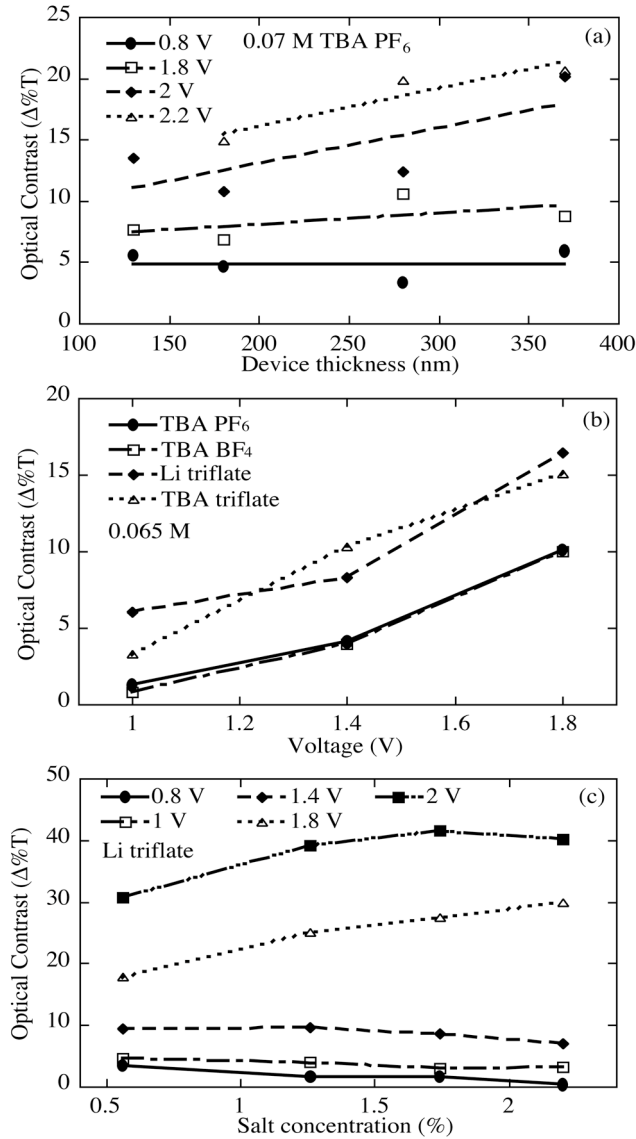 0.8 V
0.07 M TBA PF6
(a)
1.8 V
2 V
2.2 V
25
20
15
10
5
0
Optical Contrast (Δ%T)
100 150 200 250 300 350 400
Device thickness (nm)
TBA PF6
(b)
TBA BF4
Li triflate
TBA triflate
0.065 M
20
15
10
5
0
Optical Contrast (Δ%T)
1 1.2 1.4 1.6 1.8
Voltage (V)
0.8 V 1.4 V 2 V
(c)
1 V 1.8 V
Li triflate
50
40
30
20
10
0
Optical Contrast (Δ%T)
0.5 1 1.5 2
Salt concentration (%)